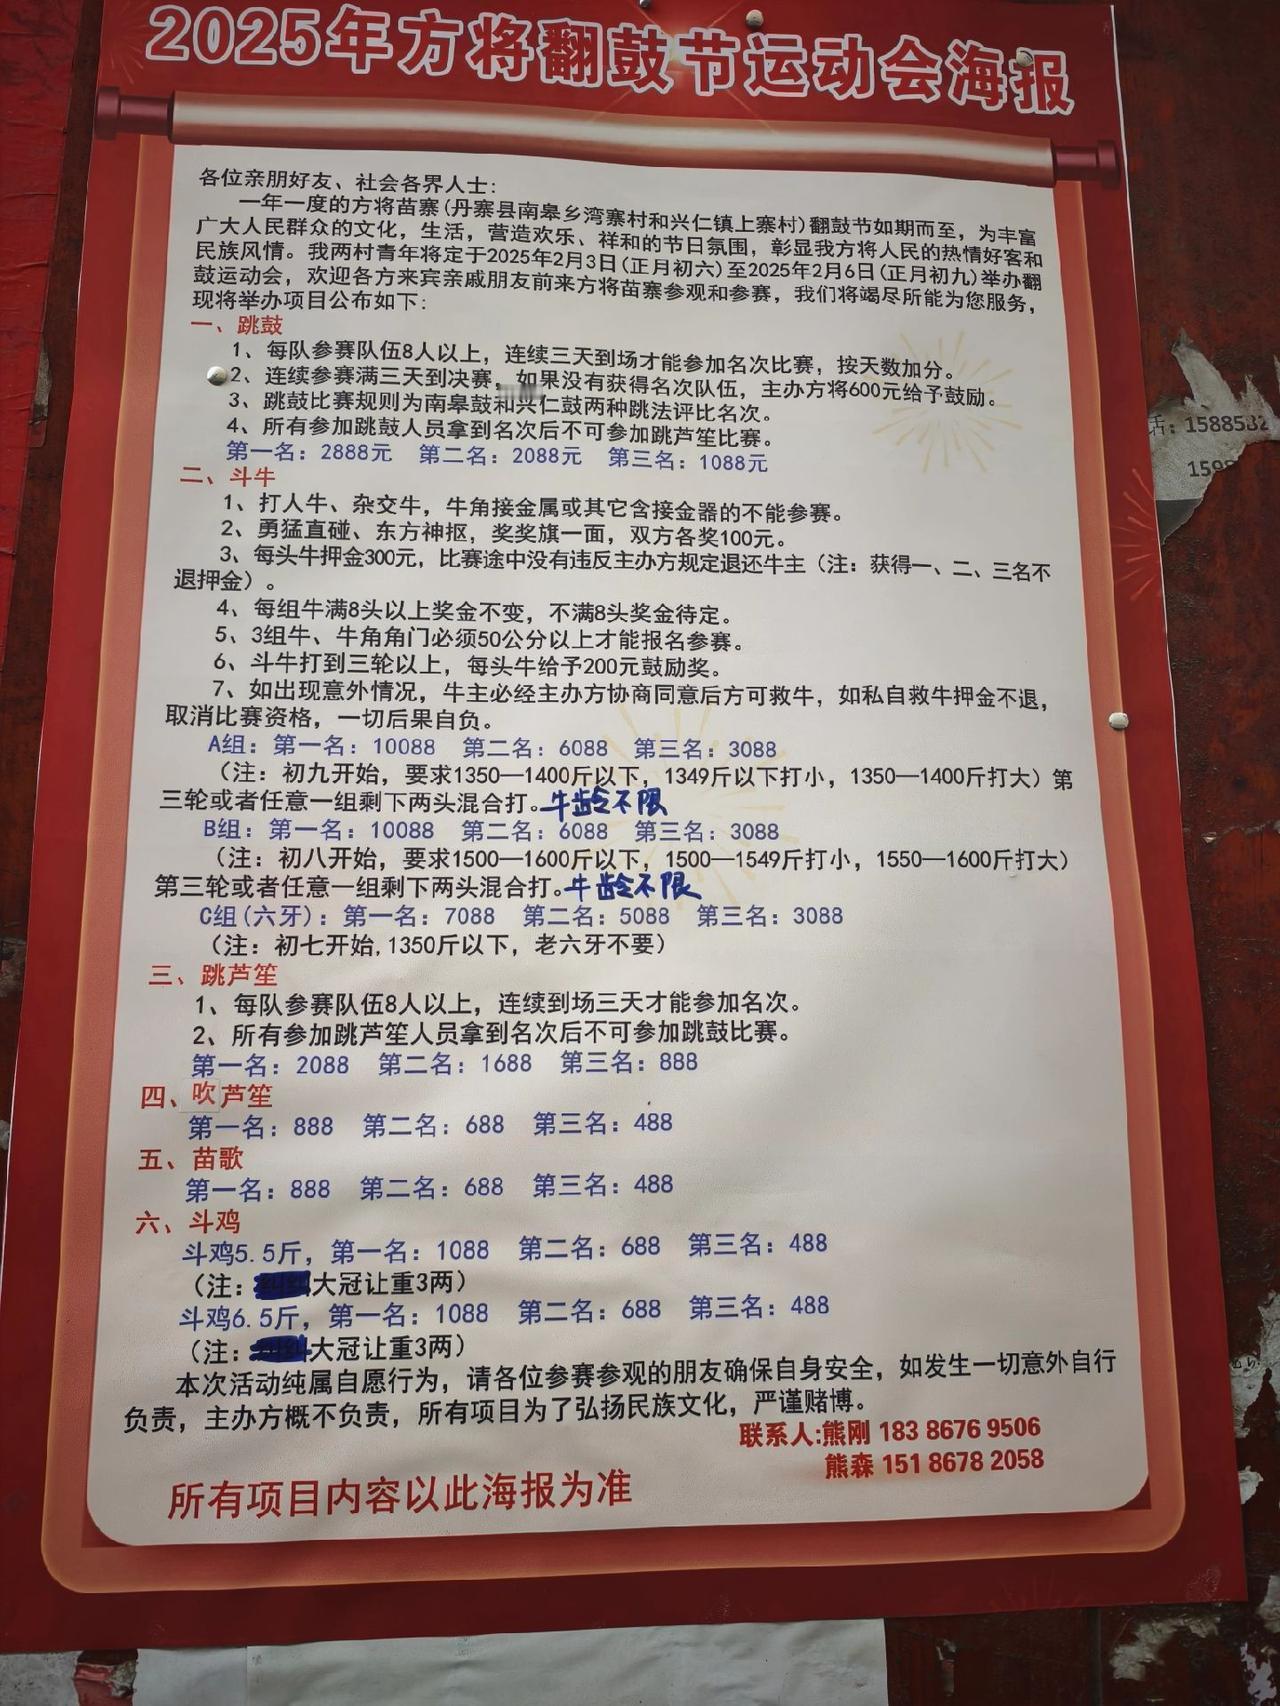 2025年方将翻鼓节运动会海报
各位亲朋好友、社会各界人士：
一年一度的方将苗寨(丹寨县南皋乡湾寨村和兴仁镇上寨村)翻鼓节如期而至，为丰富
广大人民群众的文化，生活，营造欢乐、祥和的节日氛围，彰显我方将人民的热情好客和
民族风情。我两村青年将定于2025年2月3日(正月初六)至2025年2月6日(正月初九)举办翻
鼓运动会，欢迎各方来宾亲戚朋友前来方将苗寨参观和参赛，我们将竭尽所能为您服务，
现将举办项目公布如下：
一、跳鼓
1、每队参赛队伍8人以上，连续三天到场才能参加名次比赛，按天数加分。
2、连续参赛满三天到决赛，如果没有获得名次队伍，主办方将600元给予鼓励。
3、跳鼓比赛规则为南皋鼓和兴仁鼓两种跳法评比名次。
4、所有参加跳鼓人员拿到名次后不可参加跳芦笙比赛。
第一名：2888元 第二名：2088元 第三名：1088元
二、斗牛
1、打人牛、杂交牛，牛角接金属或其它含接金器的不能参赛。
2、勇猛直碰、东方神抠，奖奖旗一面，双方各奖100元。
3、每头牛押金300元，比赛途中没有违反主办方规定退还牛主（注：获得一、二、三名不
退押金）。
4、每组牛满8头以上奖金不变，不满8头奖金待定。
5、3组牛、牛角角门必须50公分以上才能报名参赛。
6、斗牛打到三轮以上，每头牛给予200元鼓励奖。
7、如出现意外情况，牛主必经主办方协商同意后方可救牛，如私自救牛押金不退，
取消比赛资格，一切后果自负。
A组：第一名：10088 第二名：6088 第三名：3088
（注：初九开始，要求1350—1400斤以下，1349斤以下打小，1350—1400斤打大）第
三轮或者任意一组剩下两头混合打。牛龄不限
B组：第一名：10088 第二名：6088 第三名：3088
（注：初八开始，要求1500—1600斤以下，1500—1549斤打小，1550—1600斤打大）
第三轮或者任意一组剩下两头混合打。牛龄不限
C组(六牙)：第一名：7088 第二名：5088 第三名：3088
（注：初七开始,1350斤以下，老六牙不要）
三、跳芦笙
1、每队参赛队伍8人以上，连续到场三天才能参加名次。
2、所有参加跳芦笙人员拿到名次后不可参加跳鼓比赛。
第一名：2088 第二名：1688 第三名：888
四、吹芦笙
第一名：888 第二名：688 第三名：488
五、苗歌
第一名：888 第二名：688 第三名：488
六、斗鸡
斗鸡5.5斤，第一名：1088 第二名：688 第三名：488
（注：大冠让重3两）
斗鸡6.5斤，第一名：1088 第二名：688 第三名：488
（注：大冠让重3两）
本次活动纯属自愿行为，请各位参赛参观的朋友确保自身安全，如发生一切意外自行
负责，主办方概不负责，所有项目为了弘扬民族文化，严谨赌博。
联系人:熊刚 183 8676 9506
熊森 151 8678 2058
所有项目内容以此海报为准